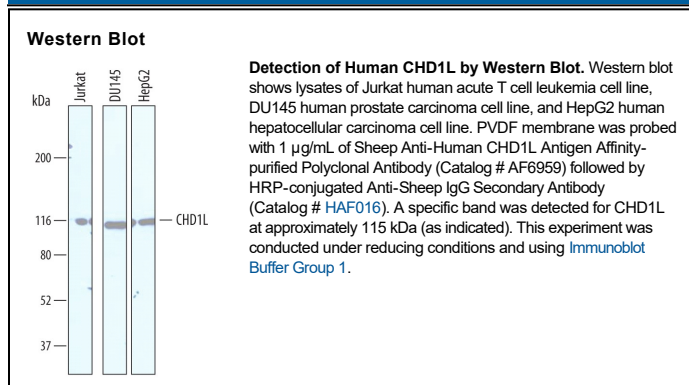 Western Blot
kDa
Jurkat
DU145
HepG2
200
116
80
52
37
CHD1L
Detection of Human CHD1L by Western Blot. Western blot
shows lysates of Jurkat human acute T cell leukemia cell line,
DU145 human prostate carcinoma cell line, and HepG2 human
hepatocellular carcinoma cell line. PVDF membrane was probed
with 1 µg/mL of Sheep Anti-Human CHD1L Antigen Affinity-
purified Polyclonal Antibody (Catalog # AF6959) followed by
HRP-conjugated Anti-Sheep IgG Secondary Antibody
(Catalog # HAF016). A specific band was detected for CHD1L
at approximately 115 kDa (as indicated). This experiment was
conducted under reducing conditions and using Immunoblot
Buffer Group 1.